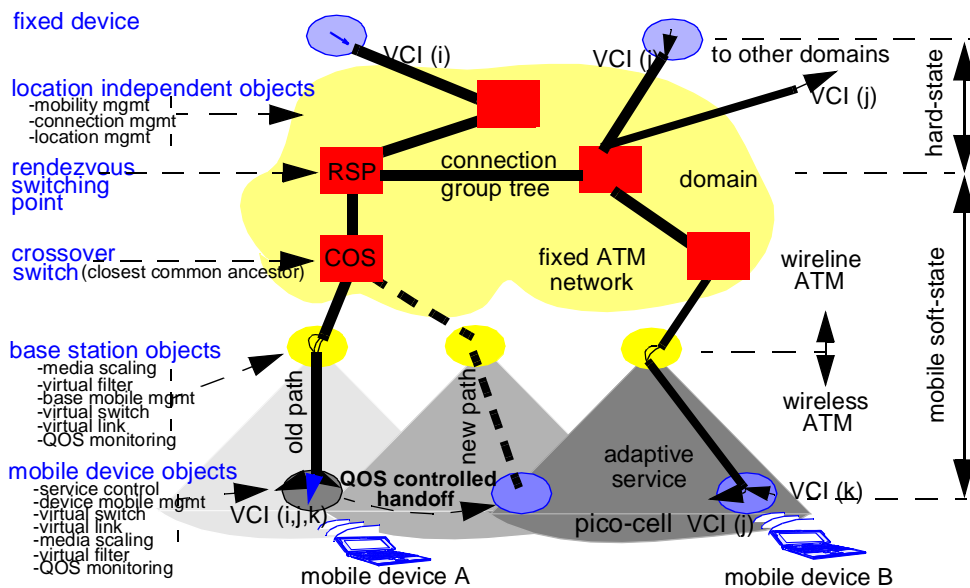 fixed device
VCI (i)
VCI (j)
to other domains
VCI (j)
location independent objects
-mobility mgmt
-connection mgmt
-location mgmt
hard-state
rendezvous
switching
point
RSP
connection
group tree
domain
crossover
switch (closest common ancestor)
COS
fixed ATM
network
wireline
ATM
base station objects
-media scaling
-virtual filter
-base mobile mgmt
-virtual switch
-virtual link
-QOS monitoring
old path
new path
wireless
ATM
mobile soft-state
mobile device objects
-service control
-device mobile mgmt
-virtual switch
-virtual link
-media scaling
-virtual filter
-QOS monitoring
VCI (i,j,k)
QOS controlled
handoff
adaptive
service
VCI (k)
pico-cell
VCI (j)
mobile device A
mobile device B